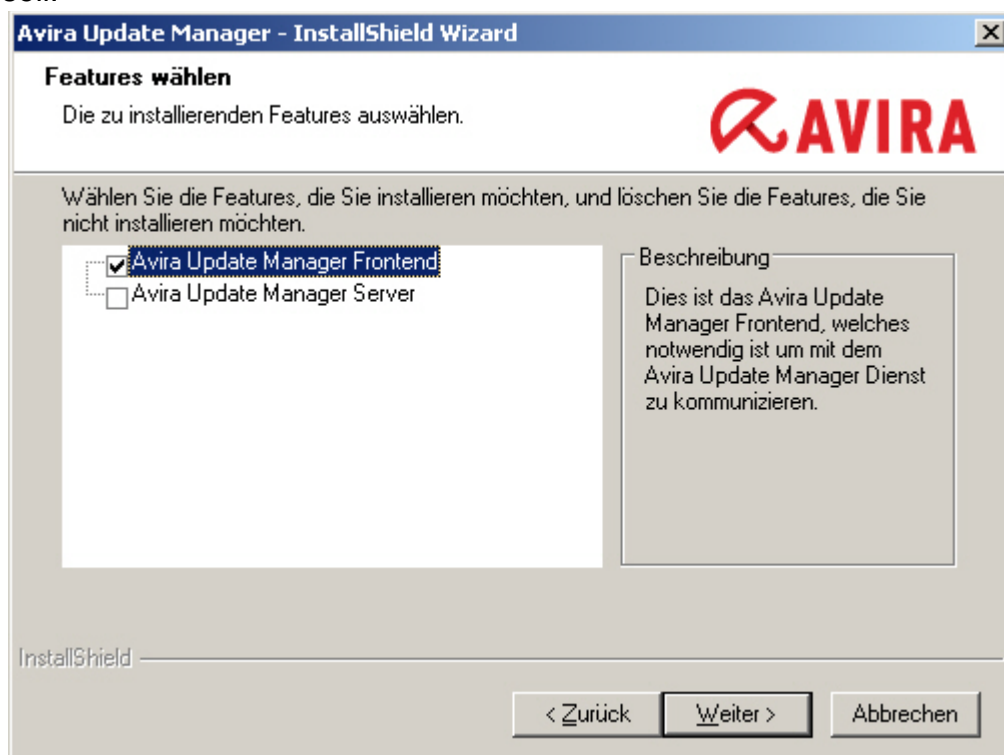 Avira Update Manager - InstallShield Wizard
Features wählen
Die zu installierenden Features auswählen.
AVIRA
Wählen Sie die Features, die Sie installieren möchten, und löschen Sie die Features, die Sie
nicht installieren möchten.
Avira Update Manager Frontend
Avira Update Manager Server
Beschreibung
Dies ist das Avira Update
Manager Frontend, welches
notwendig ist um mit dem
Avira Update Manager Dienst
zu kommunizieren.
InstallShield
< Zurück
Weiter >
Abbrechen